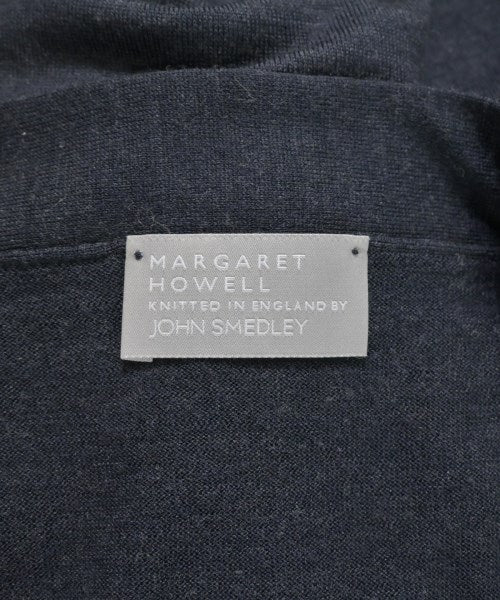 MARGARET
HOWELL
KNITTED IN ENGLAND BY
JOHN SMEDLEY